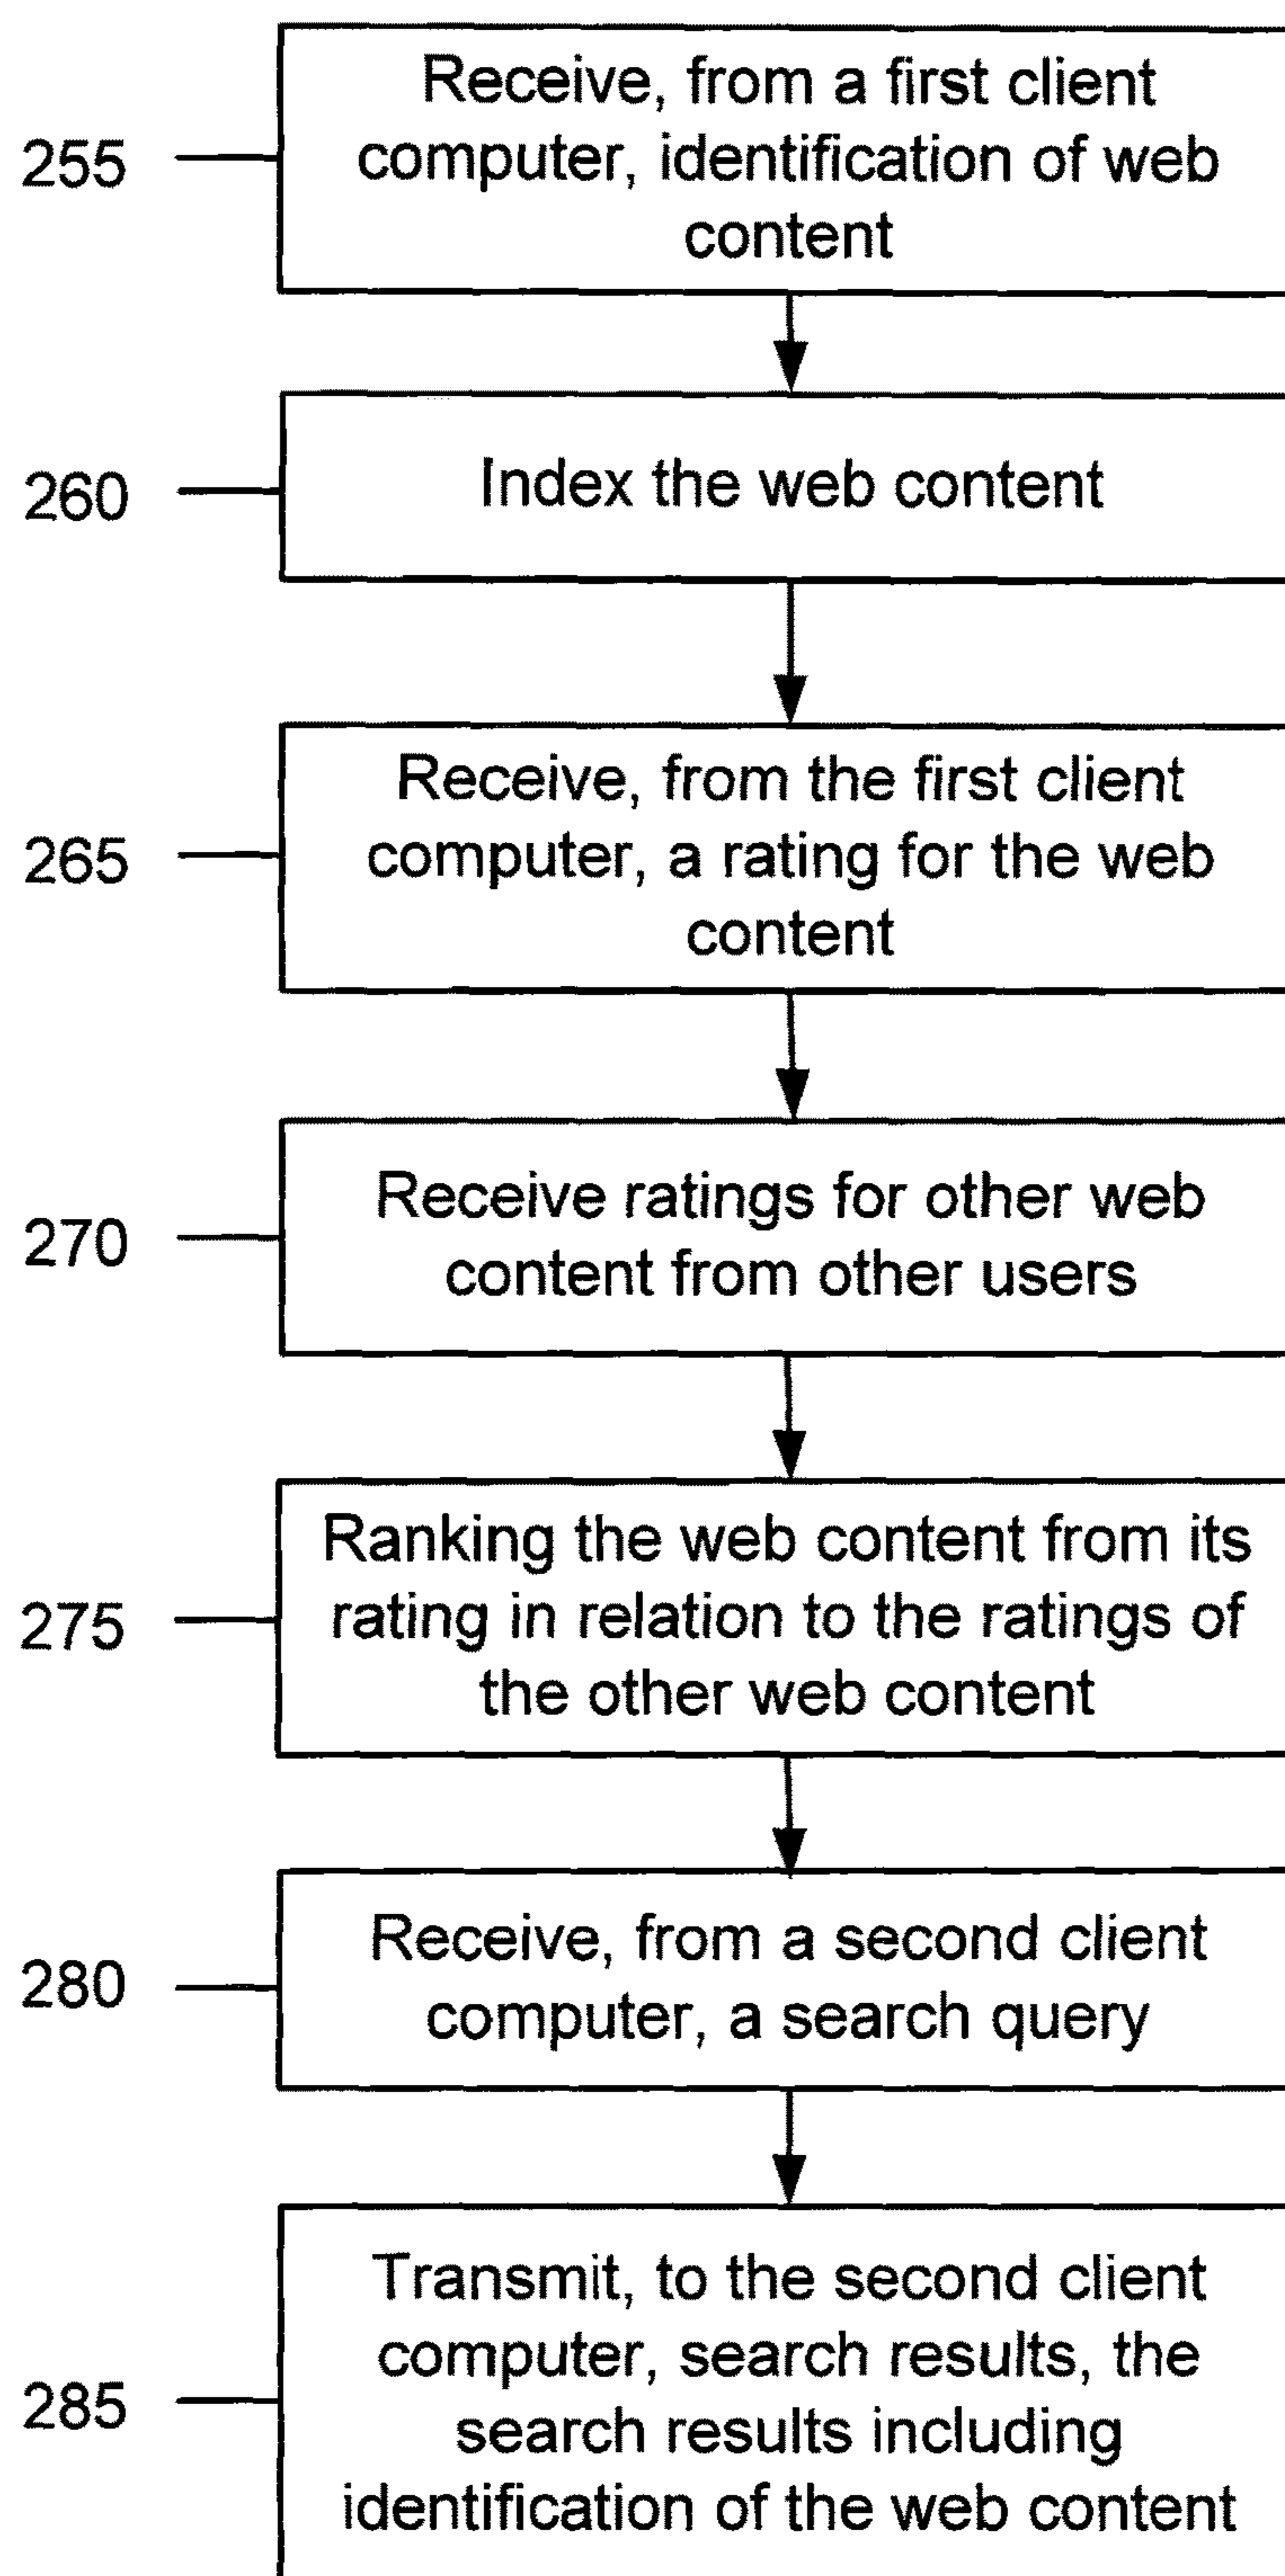 Receive, from a first client
255
computer, identification of web
content
260
Index the web content
Receive, from the first client
265
computer, a rating for the web
content
270
Receive ratings for other web
content from other users
Ranking the web content from its
275
rating in relation to the ratings of
the other web content
280
Receive, from a second client
computer, a search query
Transmit, to the second client
computer, search results, the
285
search results including
identification of the web content